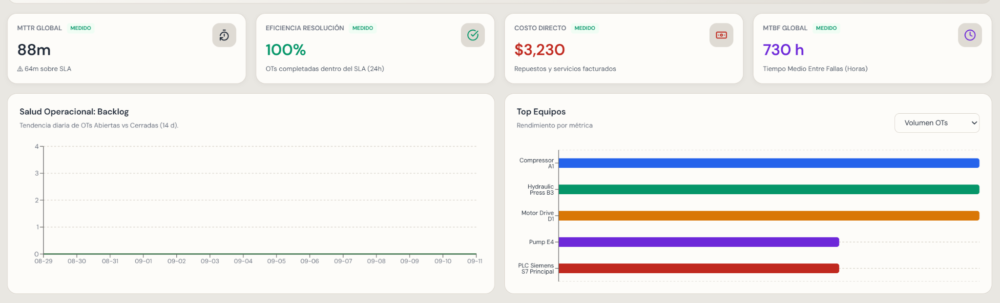 MTTR GLOBAL MEDIDO
88m
⚠ 64m sobre SLA
EFICIENCIA RESOLUCIÓN MEDIDO
100%
OTs completadas dentro del SLA (24h)
COSTO DIRECTO MEDIDO
$3,230
Repuestos y servicios facturados
MTBF GLOBAL MEDIDO
730 h
Tiempo Medio Entre Fallas (Horas)
Salud Operacional: Backlog
Tendencia diaria de OTs Abiertas vs Cerradas (14 d).
4
3
2
1
0
08-29 08-30 08-31 09-01 09-02 09-03 09-04 09-05 09-06 09-07 09-08 09-09 09-10 09-11
Top Equipos
Rendimiento por métrica
Volumen OTs
Compressor
A1
Hydraulic
Press B3
Motor Drive
D1
Pump E4
PLC Siemens
S7 Principal